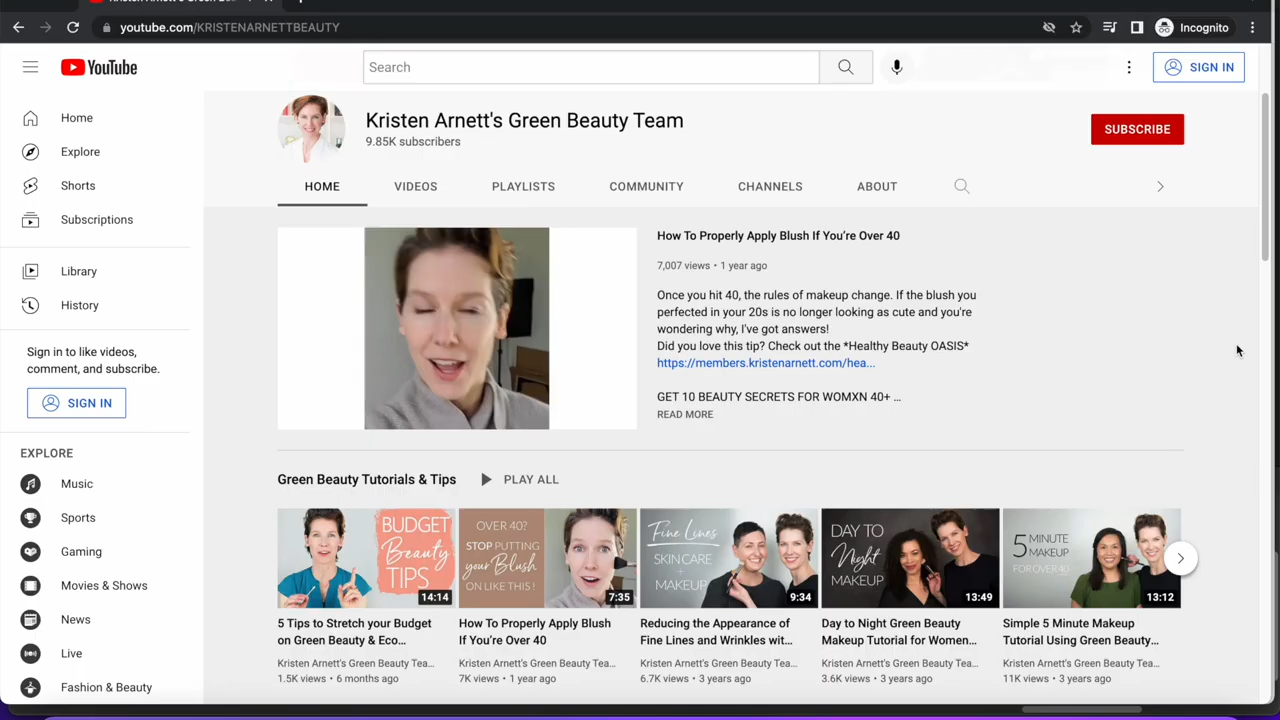 youtube.com/KRISTENARNETTBEAUTY
Incognito
YouTube
Search
SIGN IN
Home
Explore
Shorts
Subscriptions
Library
History
Sign in to like videos,
comment, and subscribe.
SIGN IN
EXPLORE
Music
Sports
Gaming
Movies & Shows
News
Live
Fashion & Beauty
Kristen Arnett's Green Beauty Team
9.85K subscribers
SUBSCRIBE
HOME VIDEOS PLAYLISTS COMMUNITY CHANNELS ABOUT
How To Properly Apply Blush If You're Over 40
7,007 views • 1 year ago
Once you hit 40, the rules of makeup change. If the blush you
perfected in your 20s is no longer looking as cute and you're
wondering why, I've got answers!
Did you love this tip? Check out the *Healthy Beauty OASIS*
https://members.kristenarnett.com/hea...
GET 10 BEAUTY SECRETS FOR WOMXN 40+ ...
READ MORE
Green Beauty Tutorials & Tips
PLAY ALL
BUDGET
Beauty
TIPS
14:14
5 Tips to Stretch your Budget
on Green Beauty & Eco...
Kristen Arnett's Green Beauty Tea...
1.5K views • 6 months ago
OVER 40?
STOP PUTTING
your Blush
ON LIKE THIS!
7:35
How To Properly Apply Blush
If You're Over 40
Kristen Arnett's Green Beauty Tea...
7K views • 1 year ago
Fine Lines
SKIN CARE
+
MAKEUP
9:34
Reducing the Appearance of
Fine Lines and Wrinkles wit...
Kristen Arnett's Green Beauty Tea...
6.7K views • 3 years ago
DAY TO
Night
MAKEUP
13:49
Day to Night Green Beauty
Makeup Tutorial for Women...
Kristen Arnett's Green Beauty Tea...
3.6K views • 3 years ago
5 MINUTE
MAKEUP
FOR OVER 40
13:12
Simple 5 Minute Makeup
Tutorial Using Green Beauty...
Kristen Arnett's Green Beauty Tea...
11K views • 3 years ago